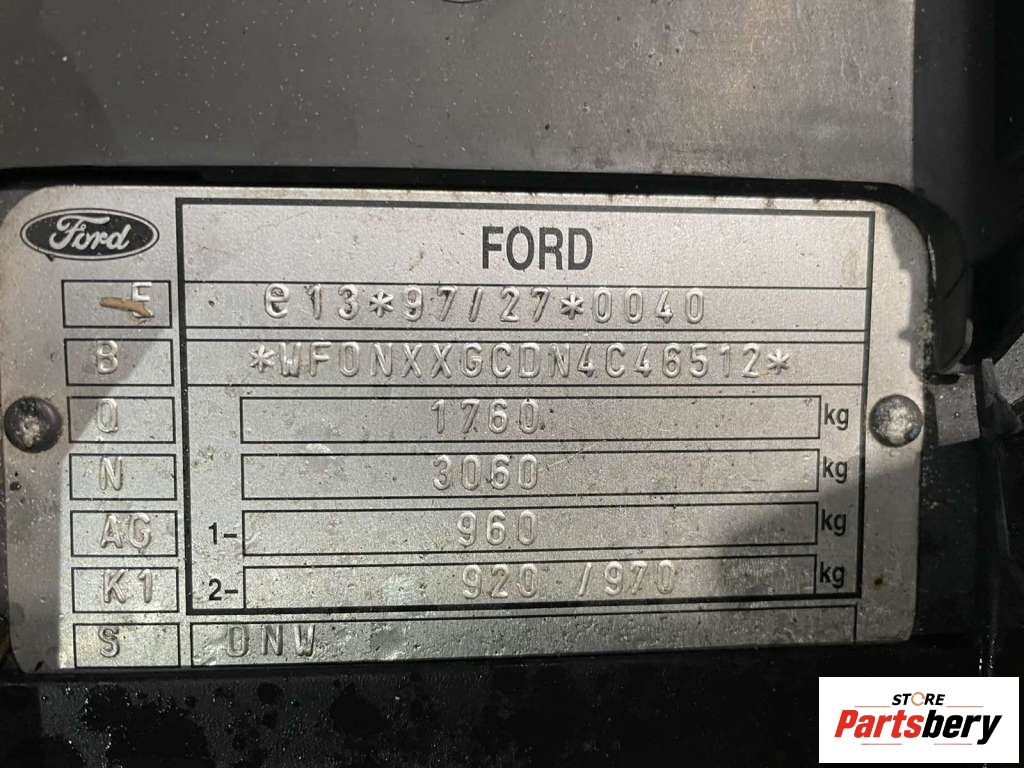 Ford
FORD
E e13*97/27*0040
B *WF0NXXGCDN4C46512*
Q 1760 kg
N 3060 kg
AG 1- 960 kg
K1 2- 920 /970 kg
S ONW
STORE
Partsbery